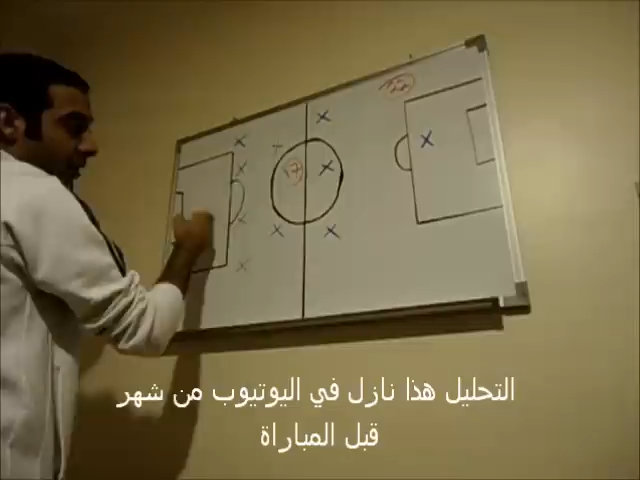 التحليل هذا نازل في اليوتيوب من شهر
قبل المباراة